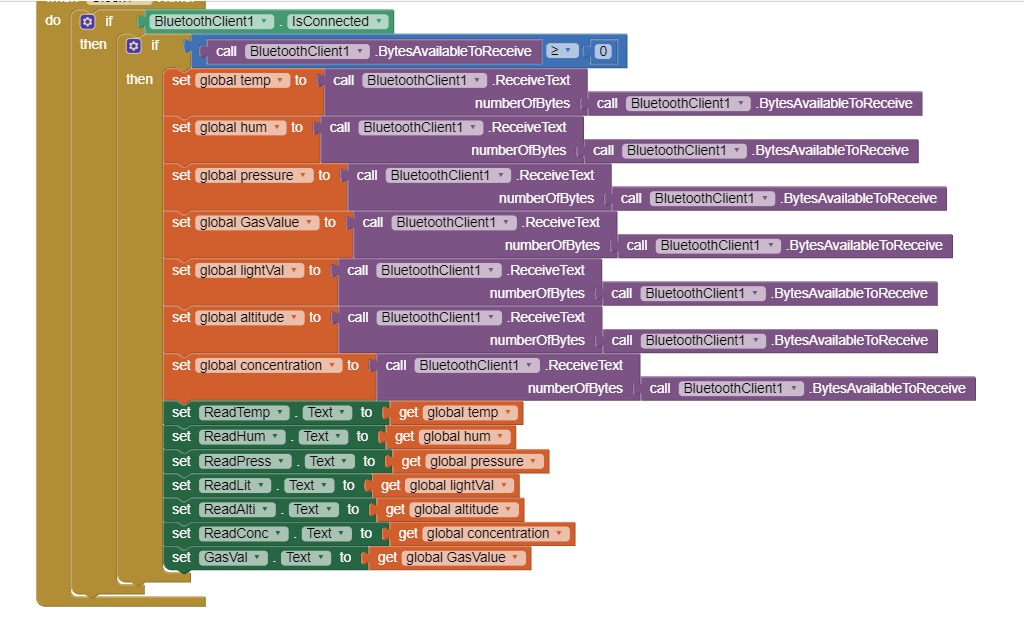 do if BluetoothClient1 . IsConnected
then if call BluetoothClient1 .BytesAvailableToReceive ≥ 0
then set global temp to call BluetoothClient1 .ReceiveText
numberOfBytes call BluetoothClient1 .BytesAvailableToReceive
set global hum to call BluetoothClient1 .ReceiveText
numberOfBytes call BluetoothClient1 .BytesAvailableToReceive
set global pressure to call BluetoothClient1 .ReceiveText
numberOfBytes call BluetoothClient1 .BytesAvailableToReceive
set global GasValue to call BluetoothClient1 .ReceiveText
numberOfBytes call BluetoothClient1 .BytesAvailableToReceive
set global lightVal to call BluetoothClient1 .ReceiveText
numberOfBytes call BluetoothClient1 .BytesAvailableToReceive
set global altitude to call BluetoothClient1 .ReceiveText
numberOfBytes call BluetoothClient1 .BytesAvailableToReceive
set global concentration to call BluetoothClient1 .ReceiveText
numberOfBytes call BluetoothClient1 .BytesAvailableToReceive
set ReadTemp . Text to get global temp
set ReadHum . Text to get global hum
set ReadPress . Text to get global pressure
set ReadLit . Text to get global lightVal
set ReadAlti . Text to get global altitude
set ReadConc . Text to get global concentration
set GasVal . Text to get global GasValue